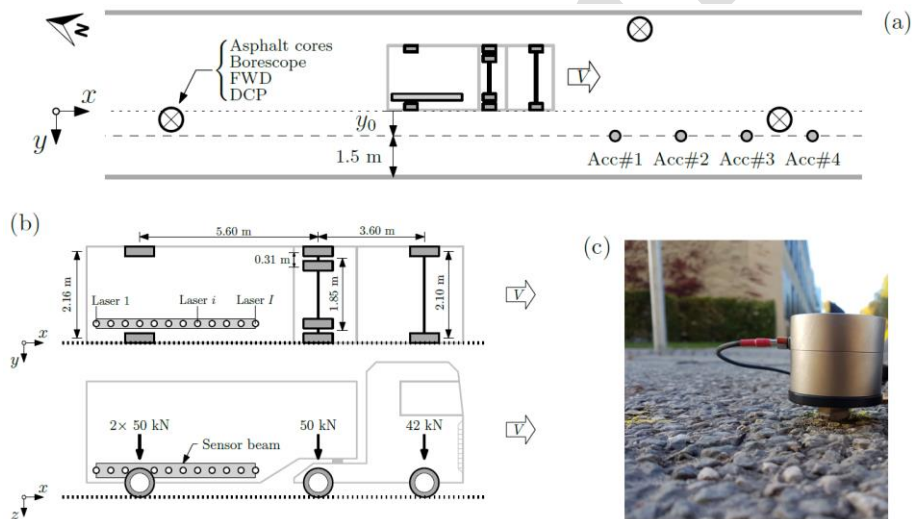 (a)
Asphalt cores
Borescope
FWD
DCP
V
x
y
y₀
1.5 m
Acc#1 Acc#2 Acc#3 Acc#4
(b)
5.60 m
3.60 m
0.31 m
2.16 m
1.85 m
2.10 m
Laser 1
Laser i
Laser I
V
x
y
2× 50 kN
50 kN
42 kN
Sensor beam
V
x
z
(c)